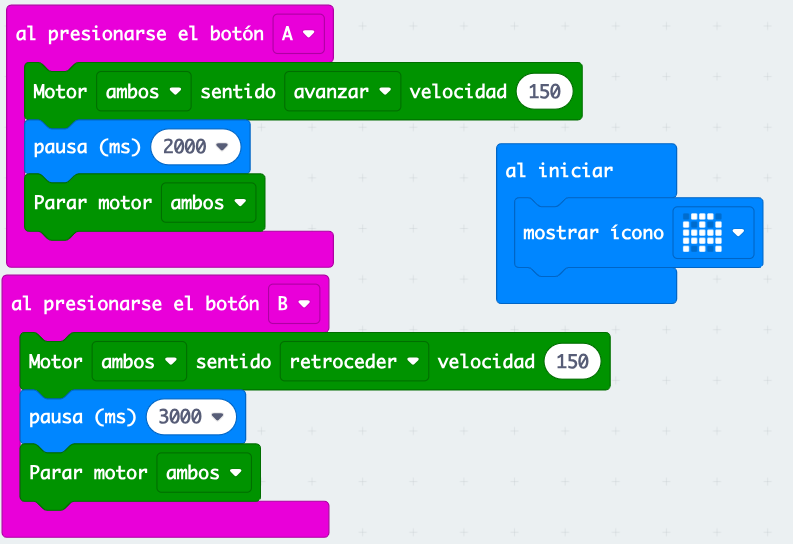 al presionarse el botón A
Motor ambos sentido avanzar velocidad 150
pausa (ms) 2000
Parar motor ambos
al iniciar
mostrar ícono
al presionarse el botón B
Motor ambos sentido retroceder velocidad 150
pausa (ms) 3000
Parar motor ambos